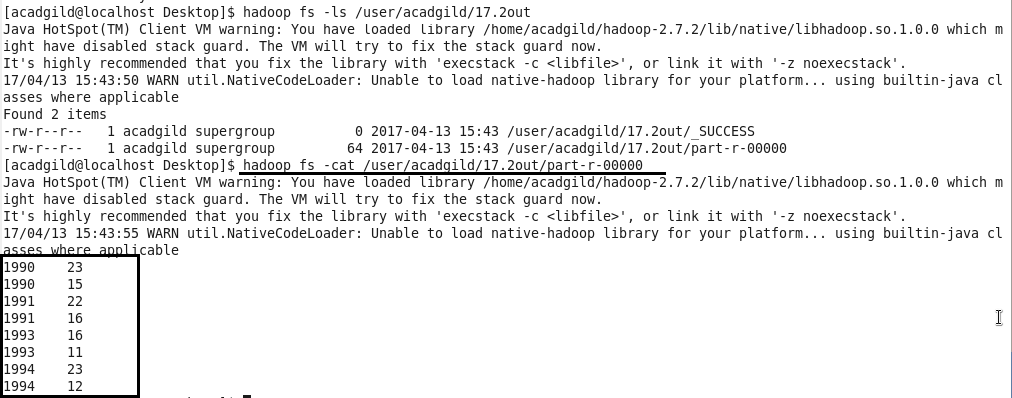 [acadgild@localhost Desktop]$ hadoop fs -ls /user/acadgild/17.2out
Java HotSpot(TM) Client VM warning: You have loaded library /home/acadgild/hadoop-2.7.2/lib/native/libhadoop.so.1.0.0 which m
ight have disabled stack guard. The VM will try to fix the stack guard now.
It's highly recommended that you fix the library with 'execstack -c <libfile>', or link it with '-z noexecstack'.
17/04/13 15:43:50 WARN util.NativeCodeLoader: Unable to load native-hadoop library for your platform... using builtin-java cl
asses where applicable
Found 2 items
-rw-r--r--   1 acadgild supergroup          0 2017-04-13 15:43 /user/acadgild/17.2out/_SUCCESS
-rw-r--r--   1 acadgild supergroup         64 2017-04-13 15:43 /user/acadgild/17.2out/part-r-00000
[acadgild@localhost Desktop]$ hadoop fs -cat /user/acadgild/17.2out/part-r-00000
Java HotSpot(TM) Client VM warning: You have loaded library /home/acadgild/hadoop-2.7.2/lib/native/libhadoop.so.1.0.0 which m
ight have disabled stack guard. The VM will try to fix the stack guard now.
It's highly recommended that you fix the library with 'execstack -c <libfile>', or link it with '-z noexecstack'.
17/04/13 15:43:55 WARN util.NativeCodeLoader: Unable to load native-hadoop library for your platform... using builtin-java cl
asses where applicable
1990    23
1990    15
1991    22
1991    16
1993    16
1993    11
1994    23
1994    12